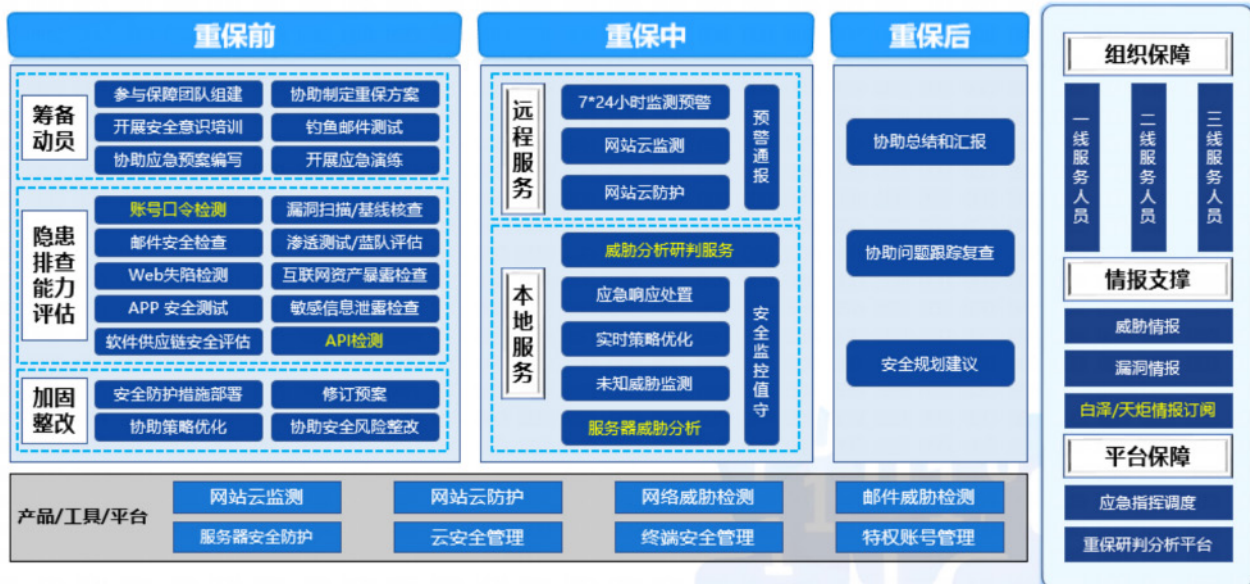 重保前
筹备
动员
参与保障团队组建
协助制定重保方案
开展安全意识培训
钓鱼邮件测试
协助应急预案编写
开展应急演练
隐患
排查
能力
评估
账号口令检测
漏洞扫描/基线核查
邮件安全检查
渗透测试/蓝队评估
Web失陷检测
互联网资产暴露检查
APP 安全测试
敏感信息泄露检查
软件供应链安全评估
API检测
加固
整改
安全防护措施部署
修订预案
协助策略优化
协助安全风险整改
重保中
远程服务
7*24小时监测预警
网站云监测
网站云防护
预警通报
本地服务
威胁分析研判服务
应急响应处置
实时策略优化
未知威胁监测
服务器威胁分析
安全监控值守
重保后
协助总结和汇报
协助问题跟踪复查
安全规划建议
产品/工具/平台
网站云监测
网站云防护
网络威胁检测
邮件威胁检测
服务器安全防护
云安全管理
终端安全管理
特权账号管理
组织保障
一线服务人员
二线服务人员
三线服务人员
情报支撑
威胁情报
漏洞情报
白泽/天炬情报订阅
平台保障
应急指挥调度
重保研判分析平台